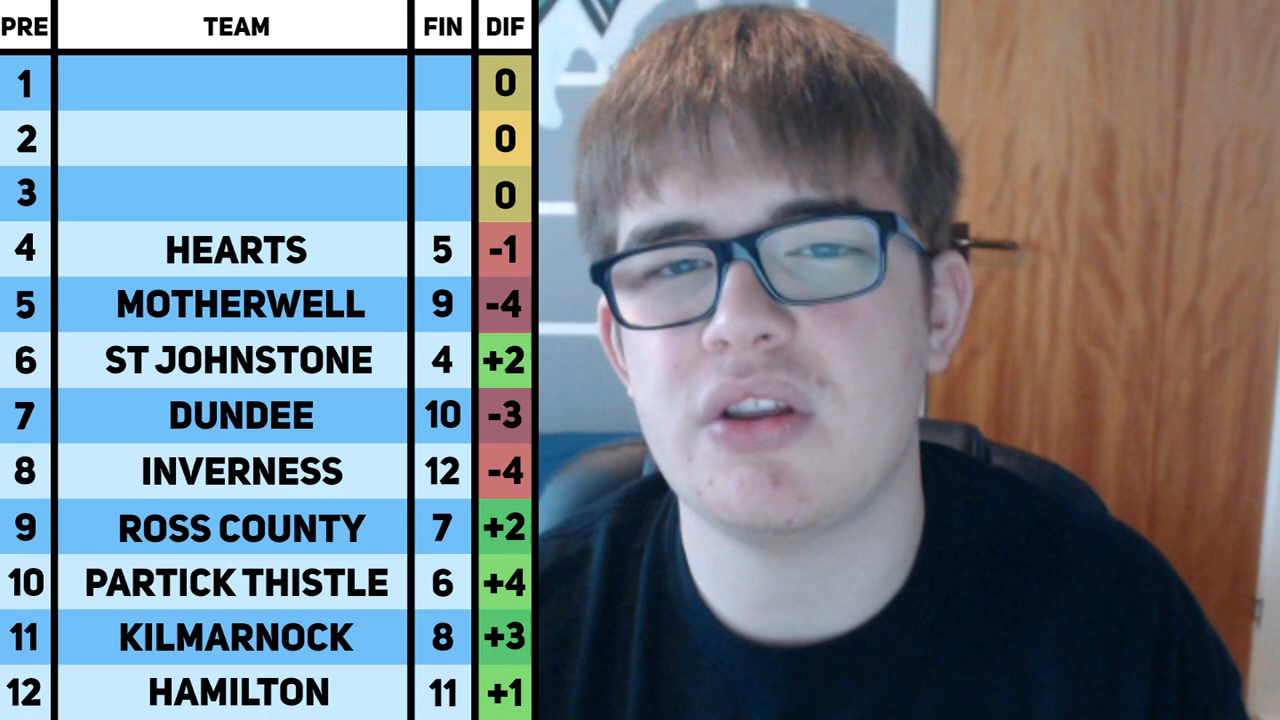 PRE TEAM FIN DIF
1 0
2 0
3 0
4 HEARTS 5 -1
5 MOTHERWELL 9 -4
6 ST JOHNSTONE 4 +2
7 DUNDEE 10 -3
8 INVERNESS 12 -4
9 ROSS COUNTY 7 +2
10 PARTICK THISTLE 6 +4
11 KILMARNOCK 8 +3
12 HAMILTON 11 +1